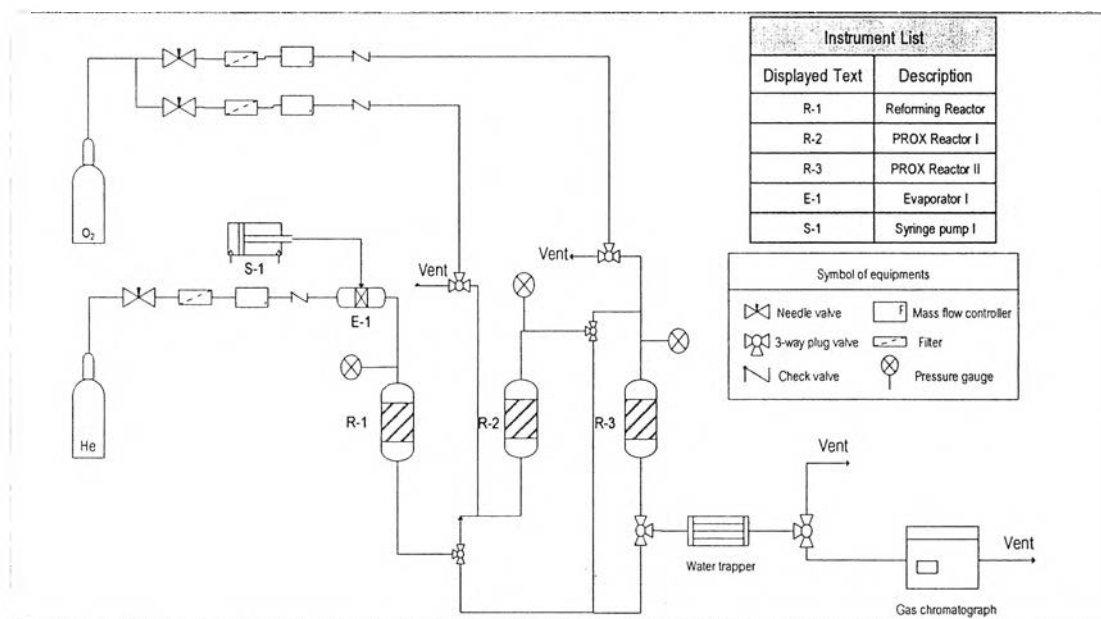 Instrument List
Displayed Text Description
R-1 Reforming Reactor
R-2 PROX Reactor I
R-3 PROX Reactor II
E-1 Evaporator I
S-1 Syringe pump I
Symbol of equipments
Needle valve
F Mass flow controller
3-way plug valve
Filter
Check valve
Pressure gauge
O₂
S-1
Vent
Vent
E-1
He
R-1
R-2
R-3
Vent
Water trapper
Vent
Gas chromatograph